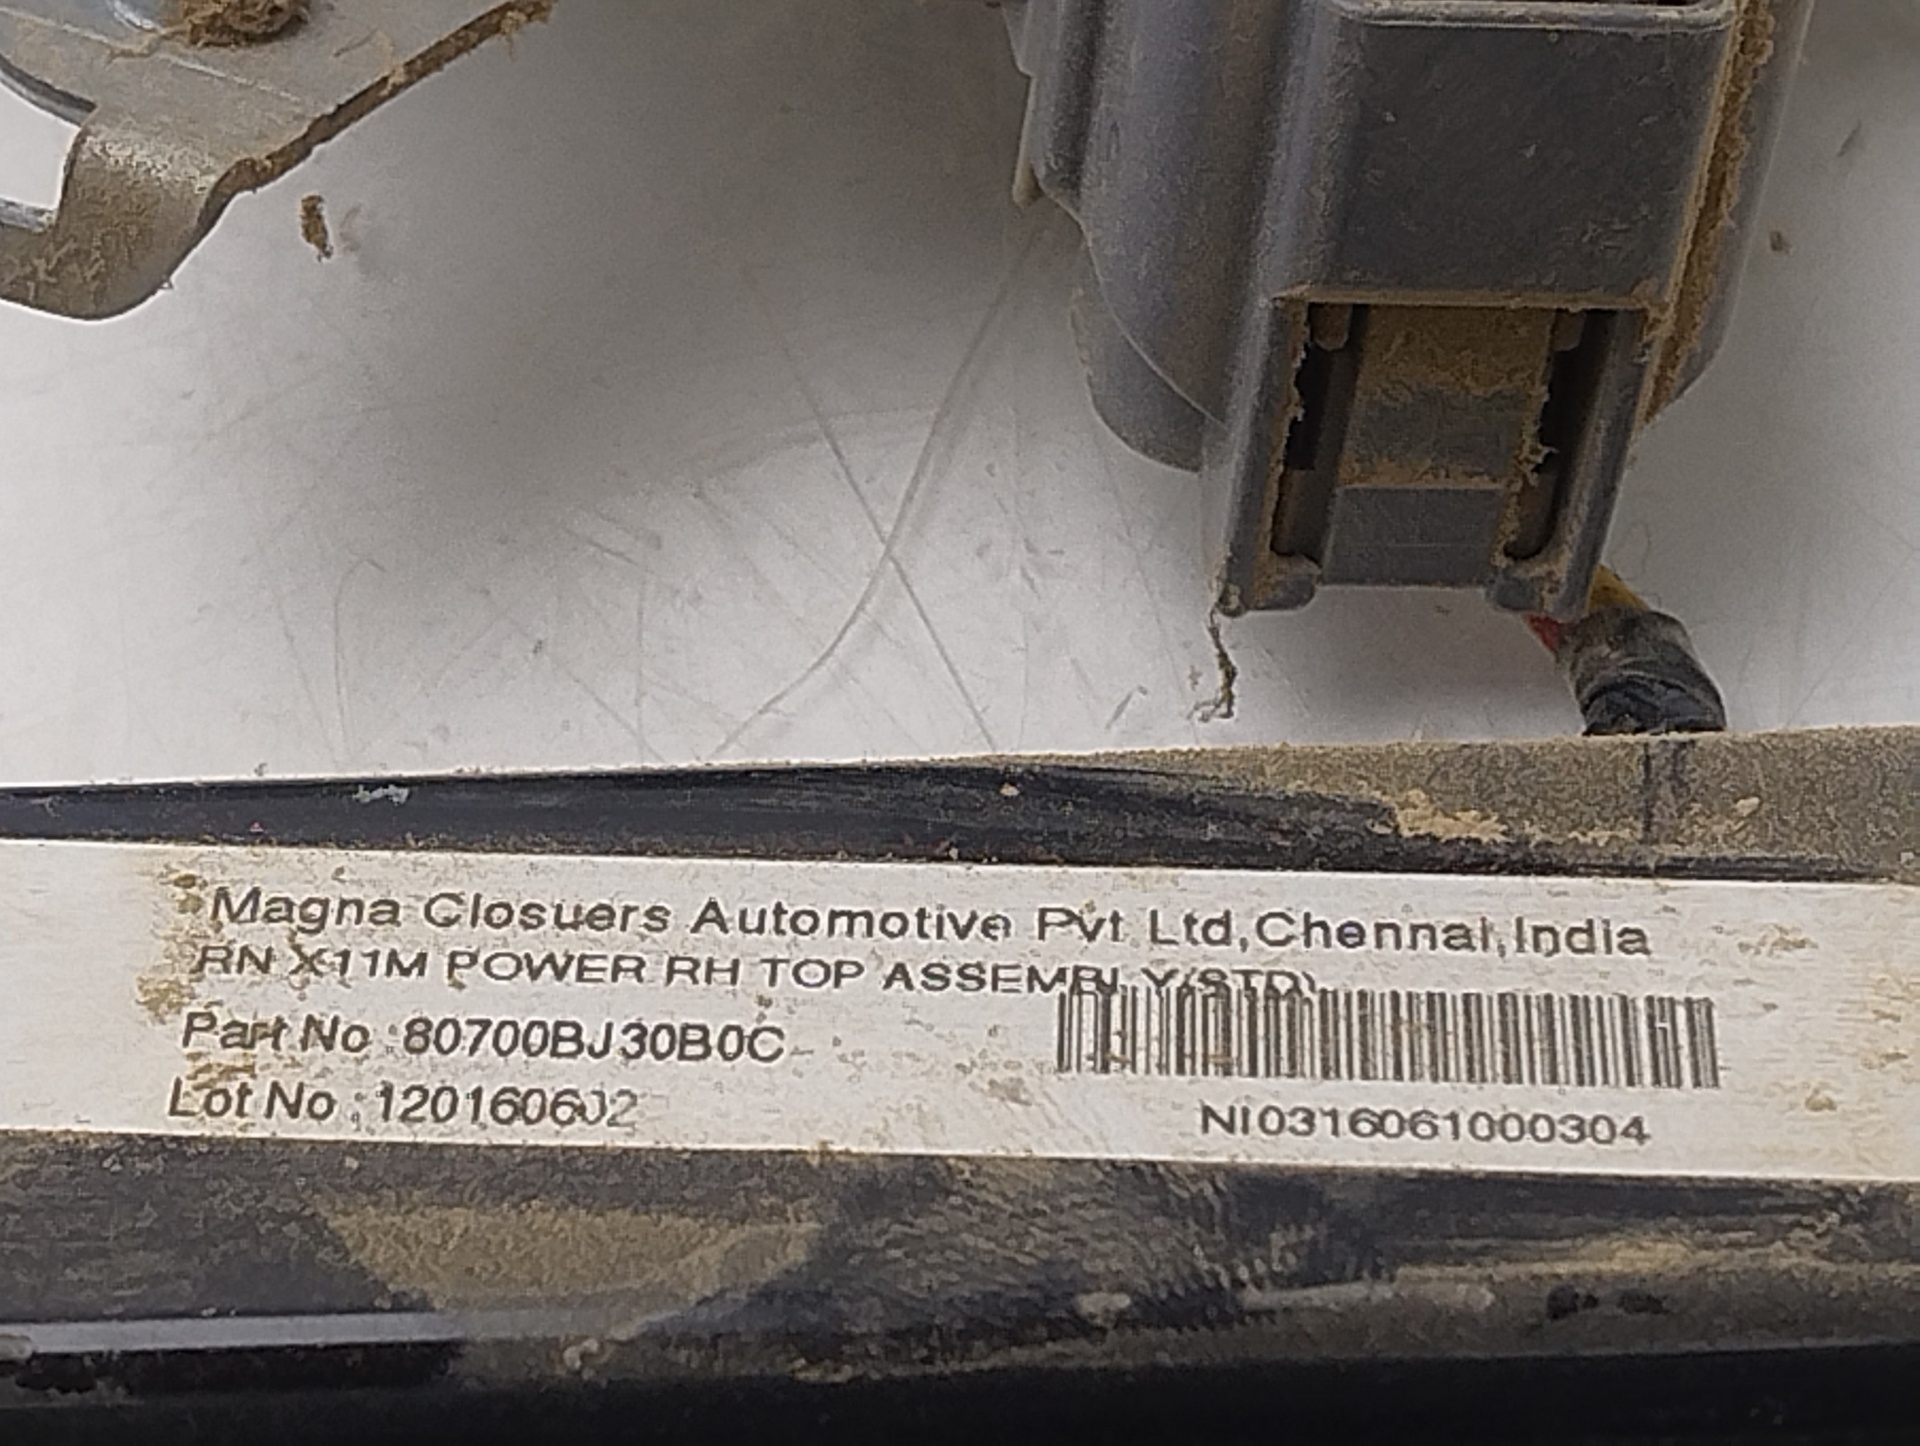 Magna Closuers Automotive Pvt Ltd,Chennai,India
RN X11M POWER RH TOP ASSEMBLY(STD)
Part No :80700BJ30B0C
Lot No :120160602
NI0316061000304